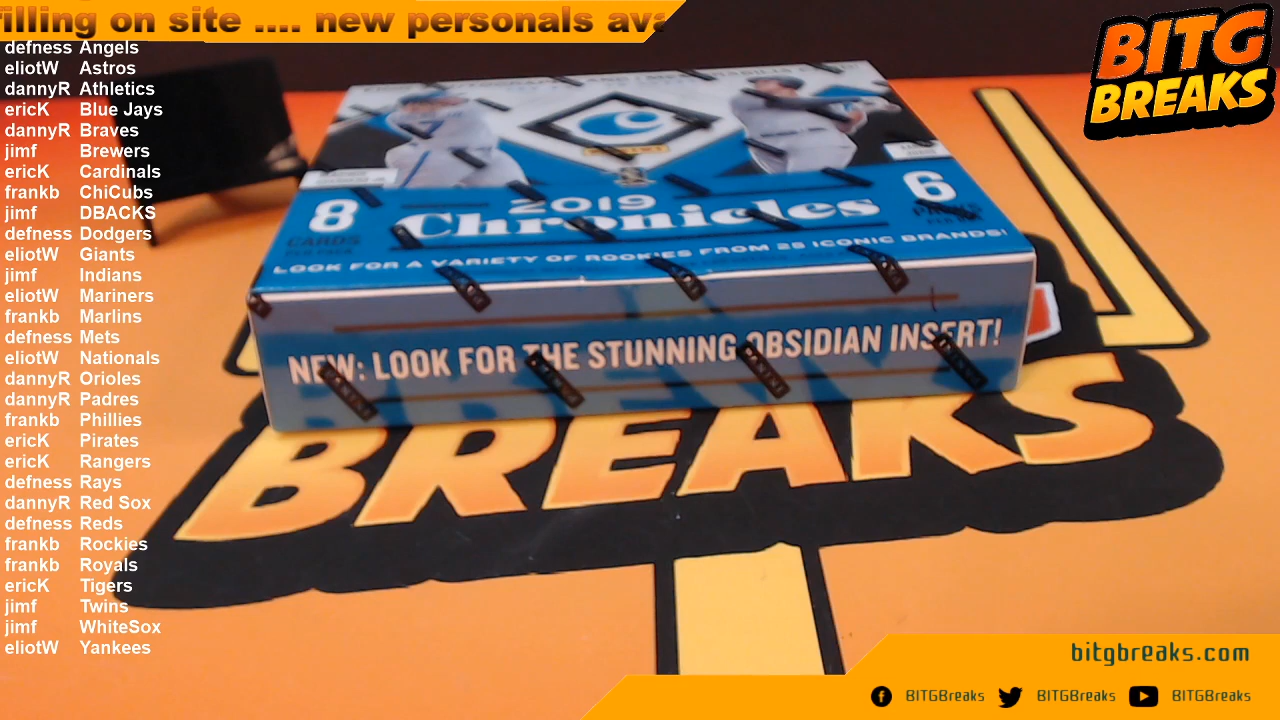 filling on site .... new personals ava
BITG
BREAKS
defness Angels
eliotW Astros
dannyR Athletics
ericK Blue Jays
dannyR Braves
jimf Brewers
ericK Cardinals
frankb ChiCubs
jimf DBACKS
defness Dodgers
eliotW Giants
jimf Indians
eliotW Mariners
frankb Marlins
defness Mets
eliotW Nationals
dannyR Orioles
dannyR Padres
frankb Phillies
ericK Pirates
ericK Rangers
defness Rays
dannyR Red Sox
defness Reds
frankb Rockies
frankb Royals
ericK Tigers
jimf Twins
jimf WhiteSox
eliotW Yankees
8
CARDS
2019
Chronicles
6
LOOK FOR A VARIETY OF ROOKIES FROM 25 ICONIC BRANDS!
NEW: LOOK FOR THE STUNNING OBSIDIAN INSERT!
BREAKS
bitgbreaks.com
BITGBreaks BITGBreaks BITGBreaks